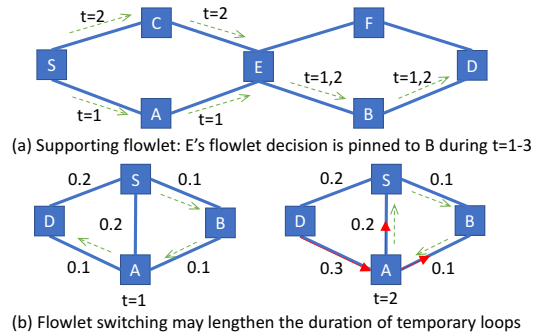 t=2
C
t=2
F
S
E
D
t=1,2
t=1,2
A
B
t=1
t=1
(a) Supporting flowlet: E's flowlet decision is pinned to B during t=1-3
0.2
S
0.1
0.2
S
0.1
D
0.2
B
D
0.2
B
0.1
A
0.1
0.3
A
0.1
t=1
t=2
(b) Flowlet switching may lengthen the duration of temporary loops